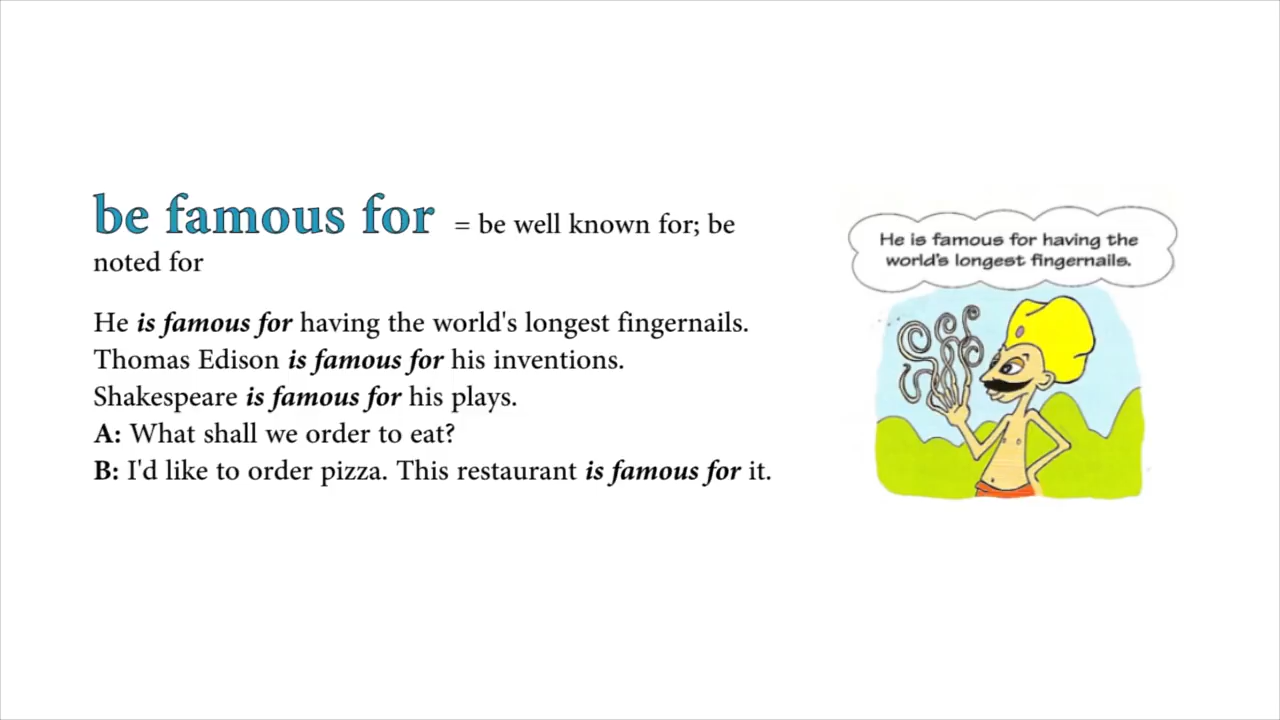 be famous for = be well known for; be
noted for
He is famous for having the world's longest fingernails.
Thomas Edison is famous for his inventions.
Shakespeare is famous for his plays.
A: What shall we order to eat?
B: I'd like to order pizza. This restaurant is famous for it.
He is famous for having the
world's longest fingernails.